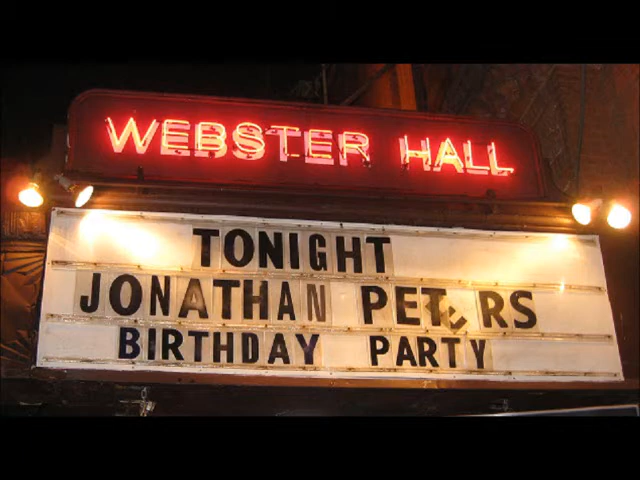 WEBSTER HALL
TONIGHT
JONATHAN PETERS
BIRTHDAY PARTY